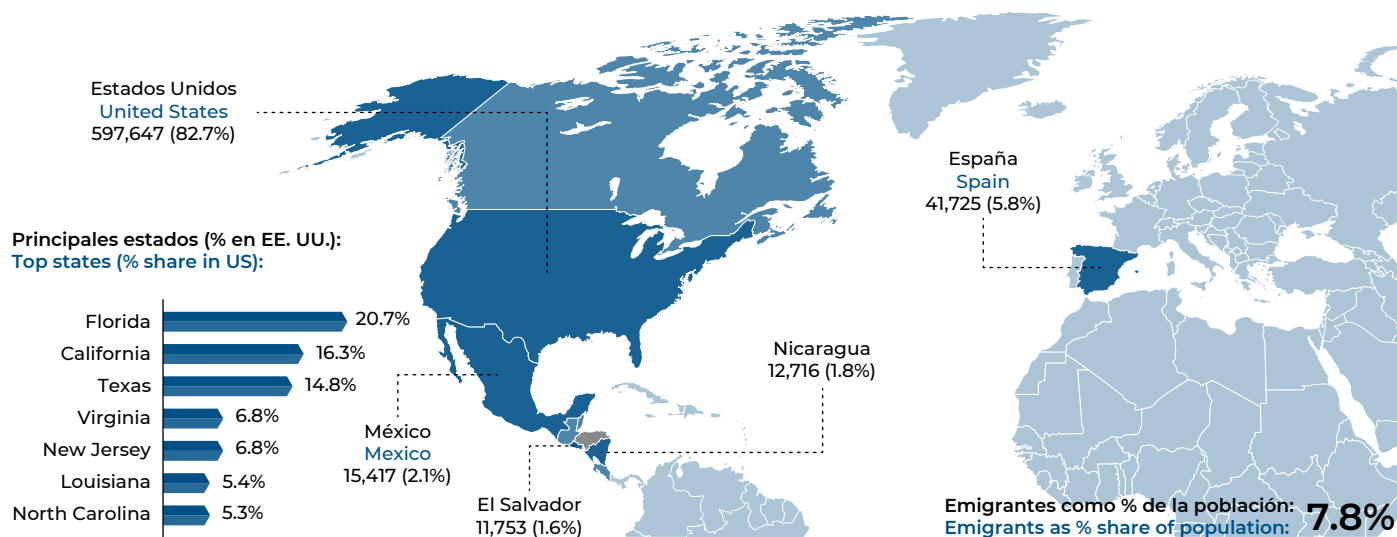 Estados Unidos
United States
597,647 (82.7%)
España
Spain
41,725 (5.8%)
Principales estados (% en EE. UU.):
Top states (% share in US):
Florida 20.7%
California 16.3%
Texas 14.8%
Virginia 6.8%
New Jersey 6.8%
Louisiana 5.4%
North Carolina 5.3%
Nicaragua
12,716 (1.8%)
México
Mexico
15,417 (2.1%)
El Salvador
11,753 (1.6%)
Emigrantes como % de la población:
Emigrants as % share of population:
7.8%